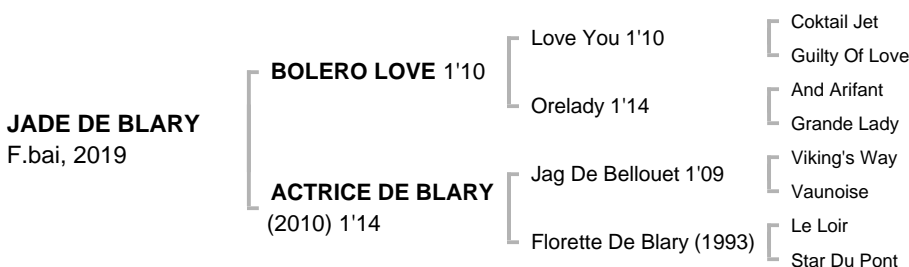 JADE DE BLARY
F.bai, 2019
BOLERO LOVE 1'10
ACTRICE DE BLARY
(2010) 1'14
Love You 1'10
Orelady 1'14
Jag De Bellouet 1'09
Florette De Blary (1993)
Coktail Jet
Guilty Of Love
And Arifant
Grande Lady
Viking's Way
Vaunoise
Le Loir
Star Du Pont